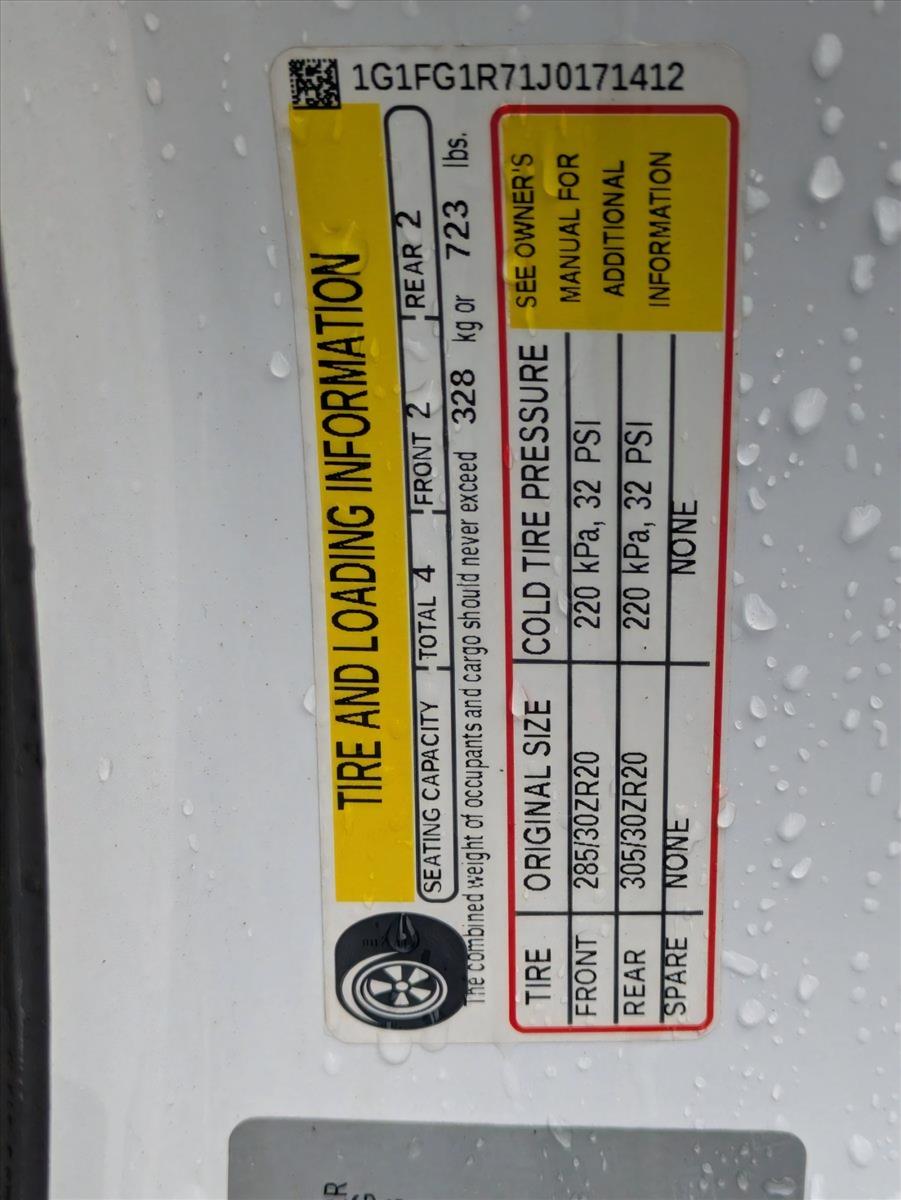 1G1FG1R71J0171412
TIRE AND LOADING INFORMATION
SEATING CAPACITY TOTAL 4 FRONT 2 REAR 2
The combined weight of occupants and cargo should never exceed 328 kg or 723 lbs.
TIRE ORIGINAL SIZE COLD TIRE PRESSURE
FRONT 285/30ZR20 220 kPa, 32 PSI
REAR 305/30ZR20 220 kPa, 32 PSI
SPARE NONE NONE
SEE OWNER'S
MANUAL FOR
ADDITIONAL
INFORMATION